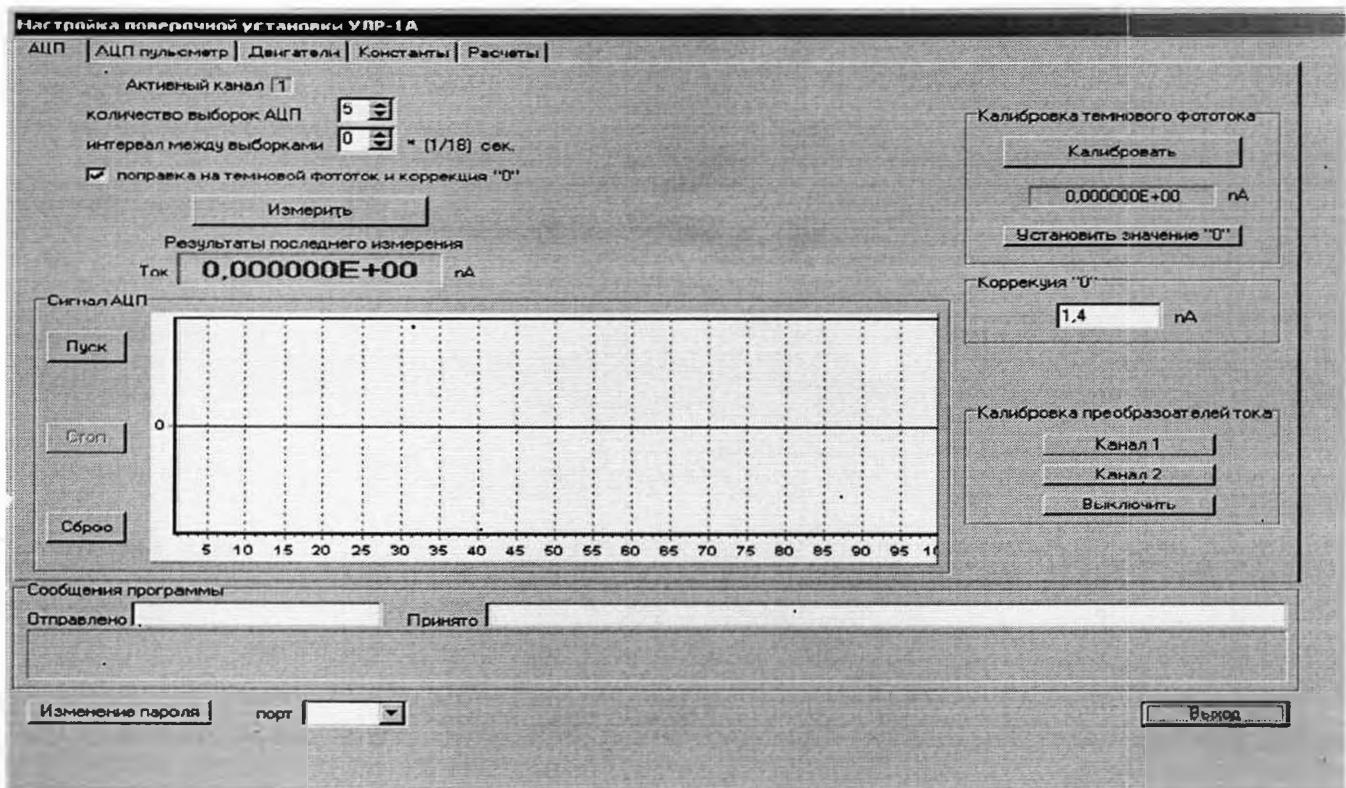 Настройка поверочной установки УЛР-1А
АЦП АЦП пульсметр Двигатели Константы Расчеты
Активный канал 1
количество выборок АЦП 5
интервал между выборками 0 * (1/18) сек.
поправка на темновой фототок и коррекция "0"
Измерить
Результаты последнего измерения
Ток 0,000000E+00 nA
Калибровка темнового фототока
Калибровать
0,000000E+00 nA
Установить значение "0"
Коррекция "0"
1,4 nA
Калибровка преобразоателей тока
Канал 1
Канал 2
Выключить
Сигнал АЦП
Пуск
Стоп
Сброс
0
5 10 15 20 25 30 35 40 45 50 55 60 65 70 75 80 85 90 95 10
Сообщения программы
Отправлено Принято
Изменение пароля порт Выход